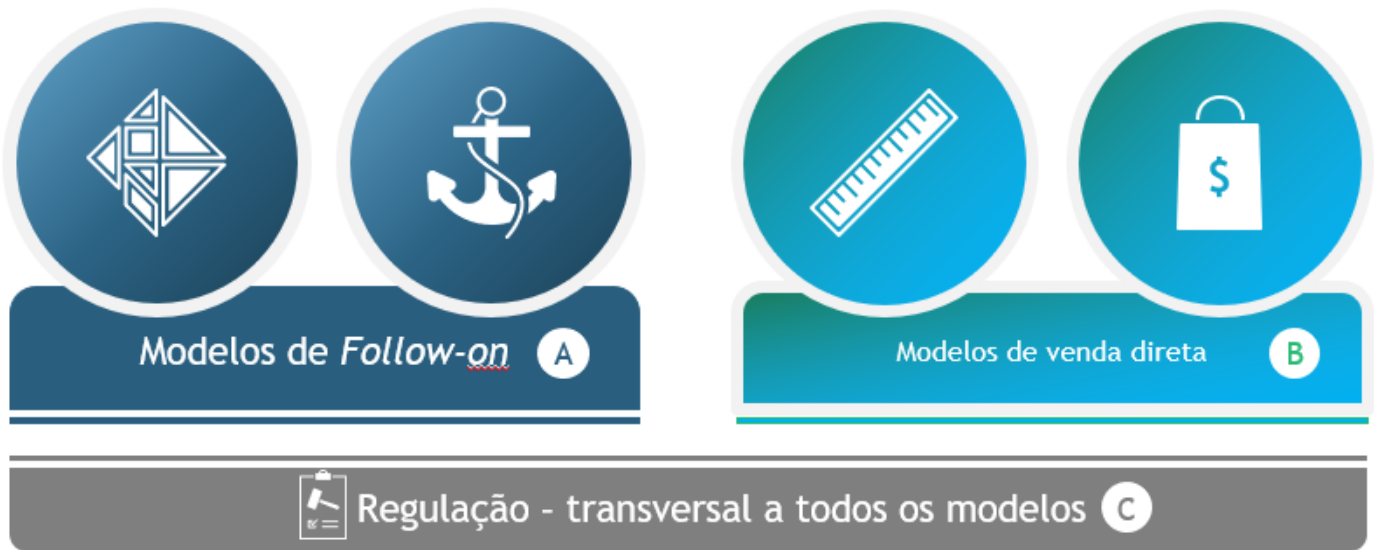 $
Modelos de Follow-on A
Modelos de venda direta B
Regulação - transversal a todos os modelos C